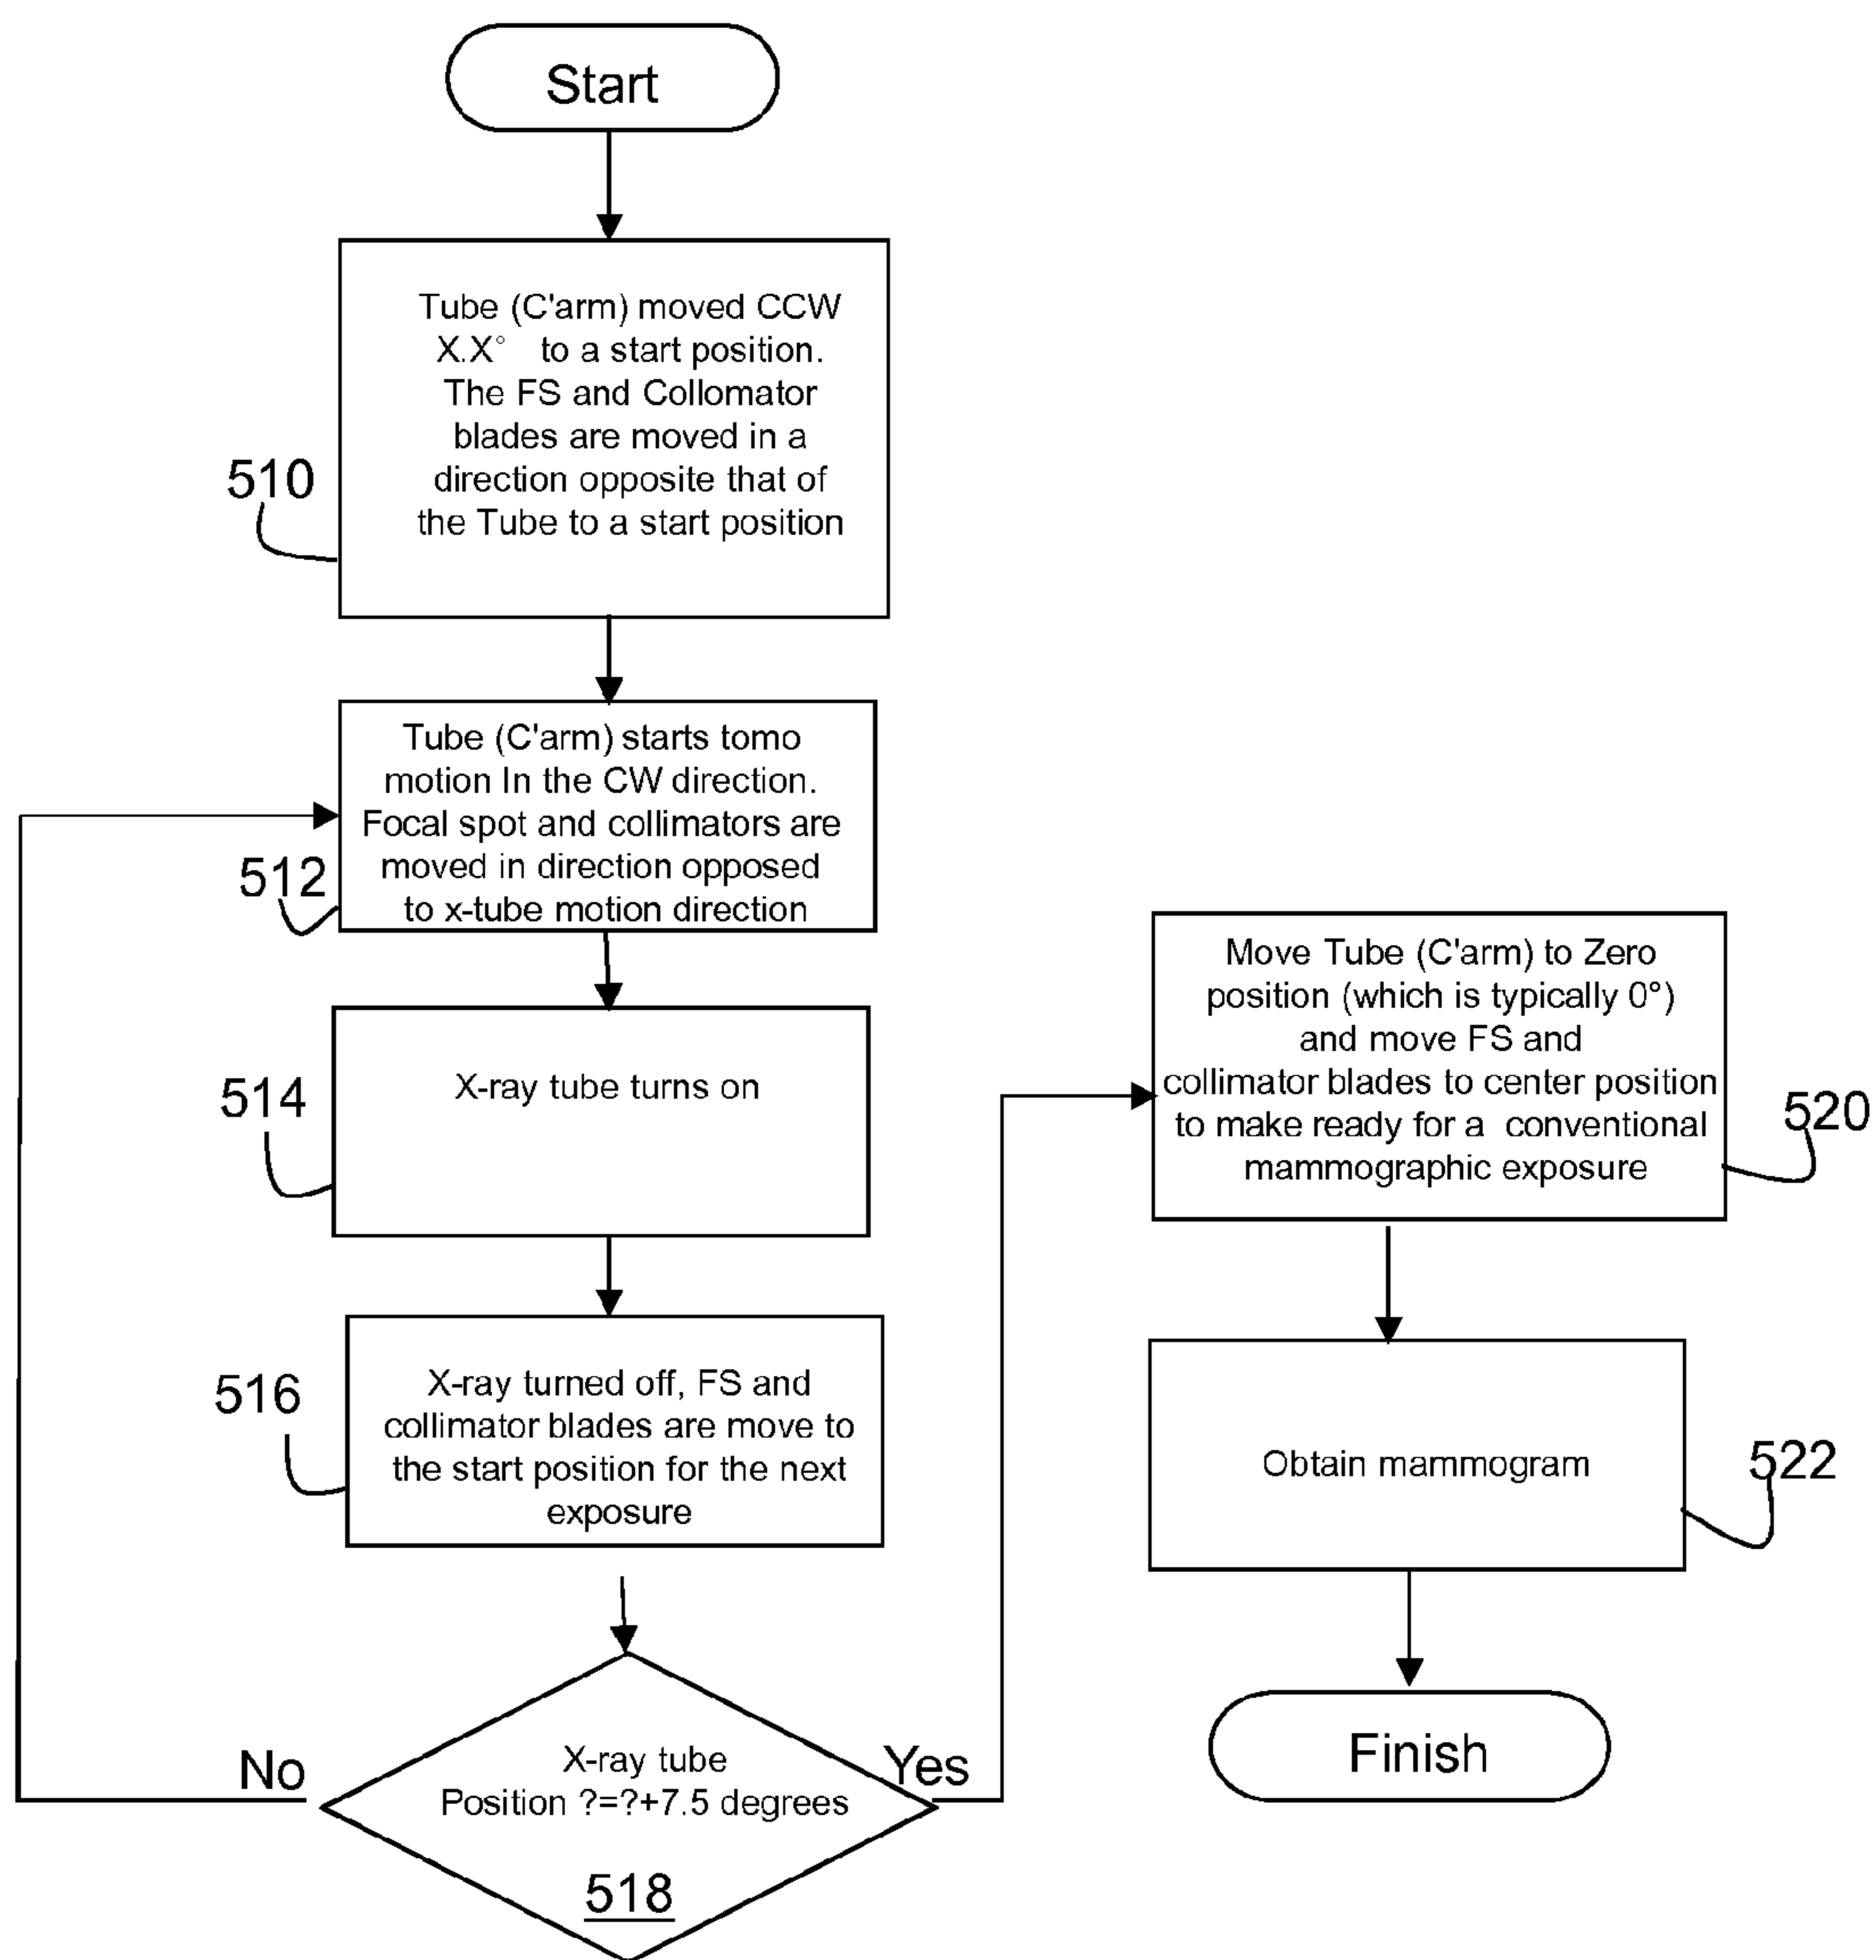 Start
Tube (C'arm) moved CCW
X.X° to a start position.
The FS and Collomator
blades are moved in a
direction opposite that of
the Tube to a start position
510
Tube (C'arm) starts tomo
motion In the CW direction.
Focal spot and collimators are
moved in direction opposed
to x-tube motion direction
512
X-ray tube turns on
514
X-ray turned off, FS and
collimator blades are move to
the start position for the next
exposure
516
X-ray tube
Position ?=?+7.5 degrees
518
No
Yes
Move Tube (C'arm) to Zero
position (which is typically 0°)
and move FS and
collimator blades to center position
to make ready for a conventional
mammographic exposure
520
Obtain mammogram
522
Finish